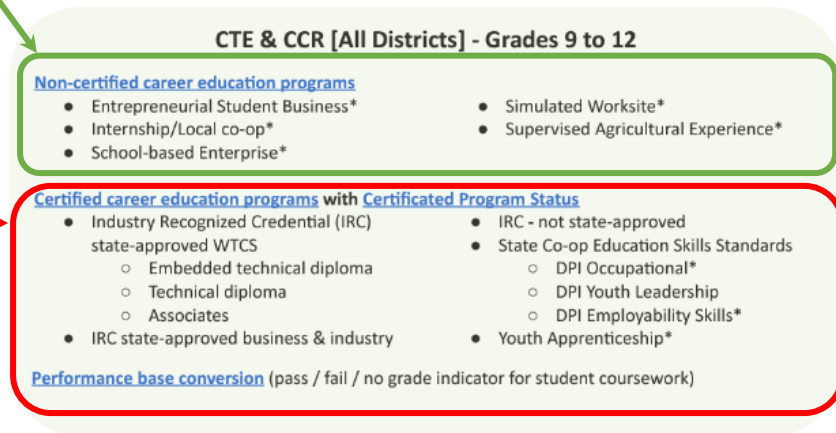 CTE & CCR [All Districts] - Grades 9 to 12
Non-certified career education programs
● Entrepreneurial Student Business*
● Internship/Local co-op*
● School-based Enterprise*
● Simulated Worksite*
● Supervised Agricultural Experience*
Certified career education programs with Certificated Program Status
● Industry Recognized Credential (IRC)
state-approved WTCS
○ Embedded technical diploma
○ Technical diploma
○ Associates
● IRC state-approved business & industry
● IRC - not state-approved
● State Co-op Education Skills Standards
○ DPI Occupational*
○ DPI Youth Leadership
○ DPI Employability Skills*
● Youth Apprenticeship*
Performance base conversion (pass / fail / no grade indicator for student coursework)